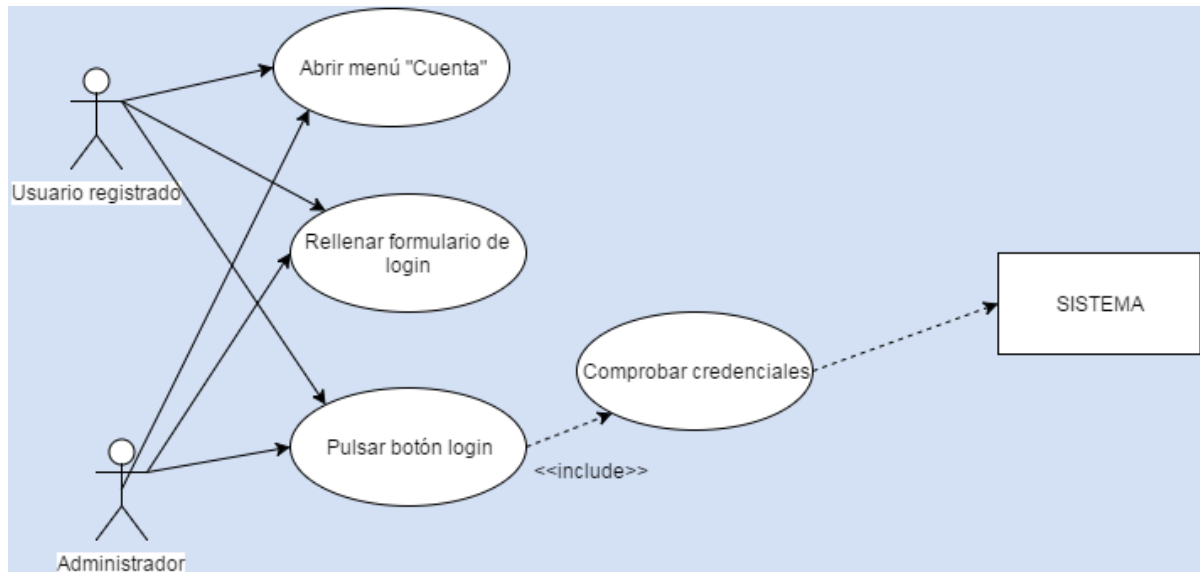 Abrir menú "Cuenta"
Usuario registrado
Rellenar formulario de
login
SISTEMA
Comprobar credenciales
Pulsar botón login
<<include>>
Administrador